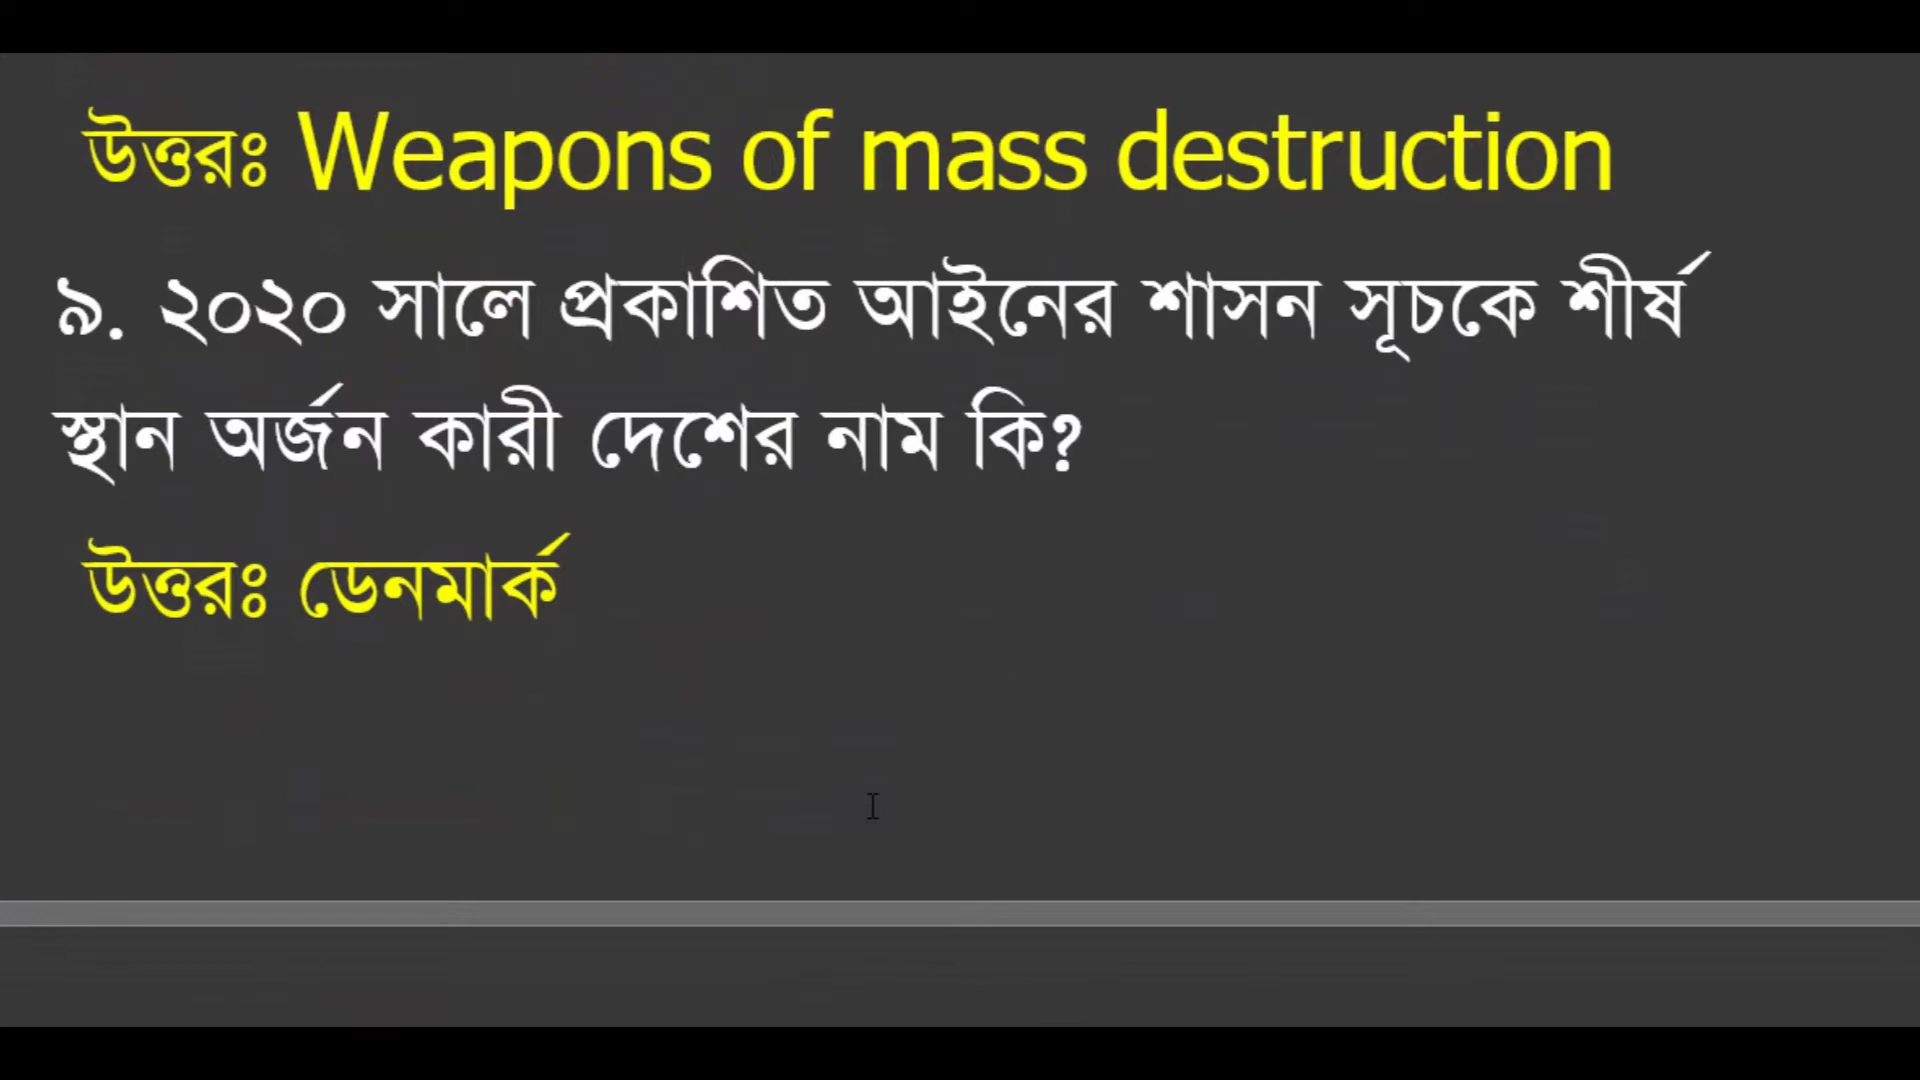 উত্তরঃ Weapons of mass destruction
৯. ২০২০ সালে প্রকাশিত আইনের শাসন সূচকে শীর্ষ
স্থান অর্জন কারী দেশের নাম কি?
উত্তরঃ ডেনমার্ক